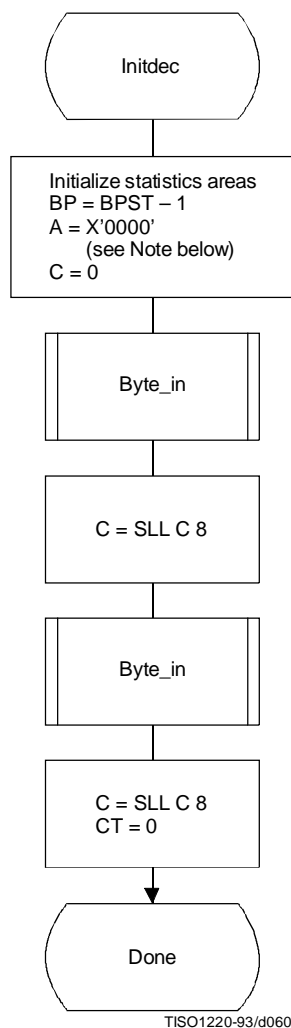 Initdec
Initialize statistics areas
BP = BPST – 1
A = X'0000'
(see Note below)
C = 0
Byte_in
C = SLL C 8
Byte_in
C = SLL C 8
CT = 0
Done
TISO1220-93/d060